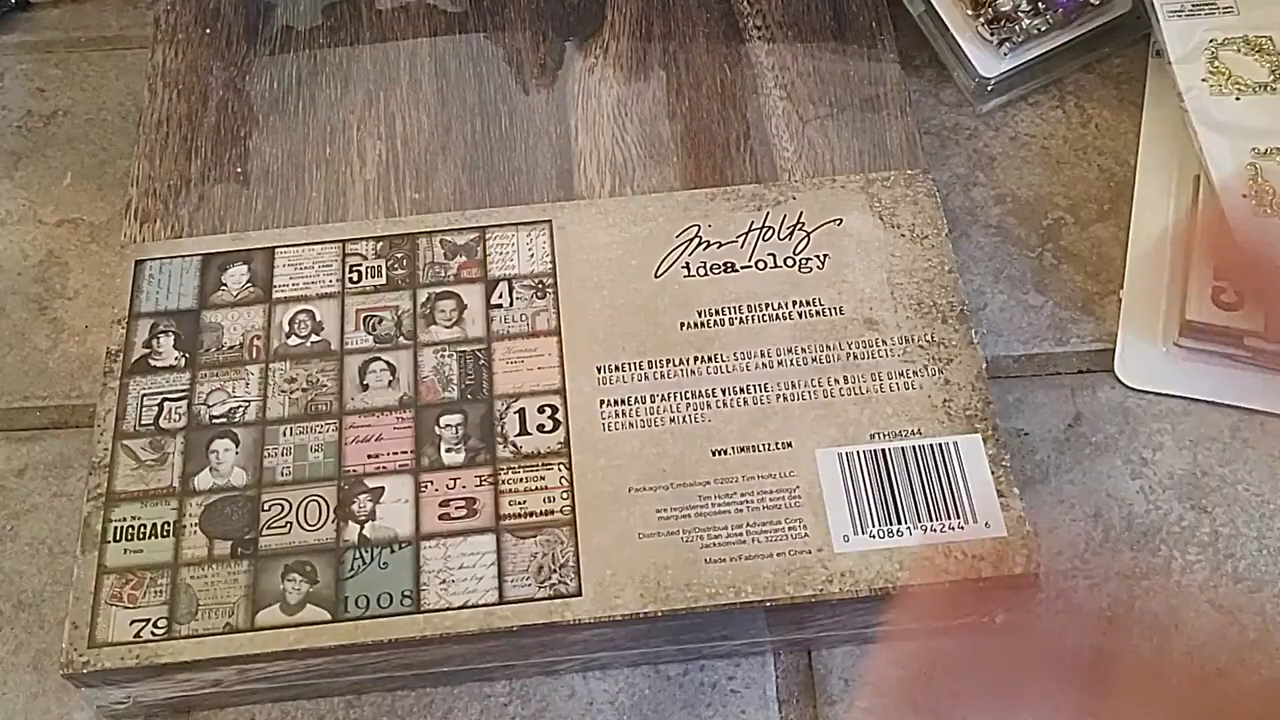 5 FOR
20
4
FIELD
6
45
13
North
LUGGAGE
From
20
F. J. K
3
EXCURSION
THIRD CLASS
79
1908
Tim Holtz
idea-ology
VIGNETTE DISPLAY PANEL
PANNEAU D'AFFICHAGE VIGNETTE
VIGNETTE DISPLAY PANEL: SQUARE DIMENSIONAL WOODEN SURFACE
IDEAL FOR CREATING COLLAGE AND MIXED MEDIA PROJECTS.
PANNEAU D'AFFICHAGE VIGNETTE: SURFACE EN BOIS DE DIMENSION
CARRÉE IDÉALE POUR CRÉER DES PROJETS DE COLLAGE ET DE
TECHNIQUES MIXTES.
WWW.TIMHOLTZ.COM
#TH94244
Packaging/Emballage ©2022 Tim Holtz LLC.
Tim Holtz® and idea-ology®
are registered trademarks of/ sont des
marques déposées de Tim Holtz LLC.
Distributed by/Distribué par Advantus Corp.
12276 San Jose Boulevard #618
Jacksonville, FL 32223 USA
Made in/Fabriqué en China
0 40861 94244 6
WARNING